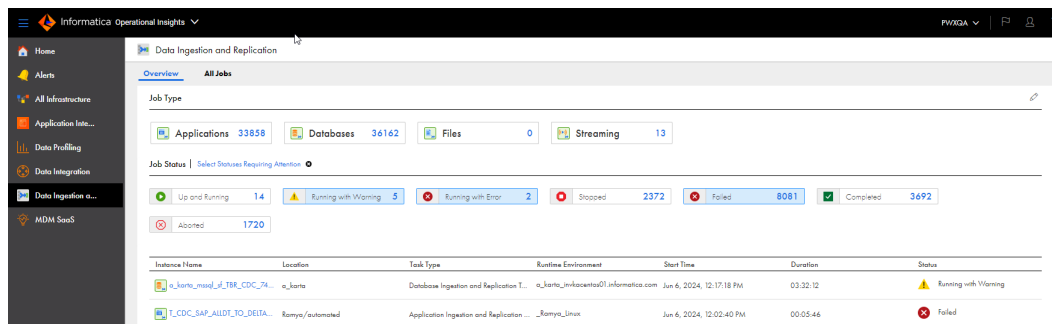 Informatica Operational Insights PWXQA
Home Data Ingestion and Replication
Alerts Overview All Jobs
All Infrastructure Job Type
Application Inte... Applications 33858 Databases 36162 Files 0 Streaming 13
Data Profiling
Data Integration Job Status | Select Statuses Requiring Attention
Data Ingestion a... Up and Running 14 Running with Warning 5 Running with Error 2 Stopped 2372 Failed 8081 Completed 3692
MDM SaaS Aborted 1720
Instance Name Location Task Type Runtime Environment Start Time Duration Status
a_karta_mssql_sf_TBR_CDC_74... a_karta Database Ingestion and Replication T... a_karta_invkacentos01.informatica.com Jun 6, 2024, 12:17:18 PM 03:32:12 Running with Warning
T_CDC_SAP_ALLDT_TO_DELTA... Ramya/automated Application Ingestion and Replication ... _Ramya_Linux Jun 6, 2024, 12:02:40 PM 00:05:46 Failed